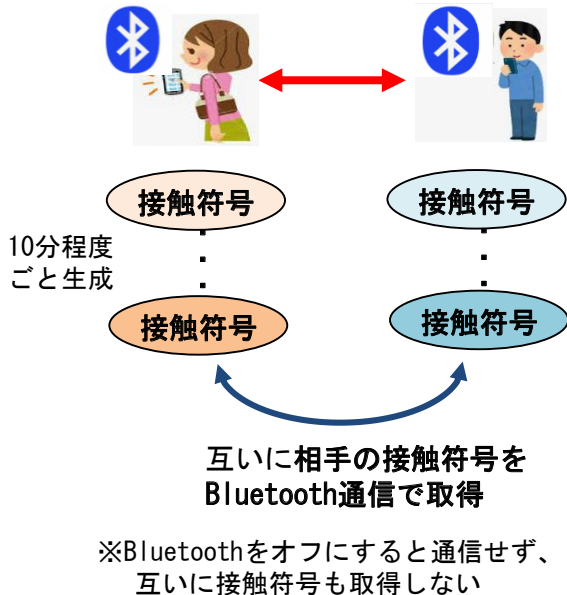 接触符号
接触符号
10分程度
ごと生成
接触符号
接触符号
互いに相手の接触符号を
Bluetooth通信で取得
※Bluetoothをオフにすると通信せず、
互いに接触符号も取得しない